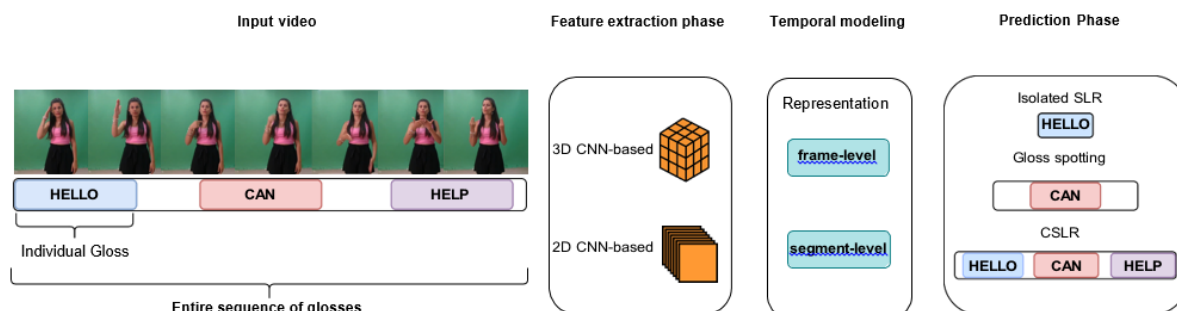 Input video
Feature extraction phase
Temporal modeling
Prediction Phase
HELLO
CAN
HELP
Individual Gloss
Entire sequence of glosses
3D CNN-based
2D CNN-based
Representation
frame-level
segment-level
Isolated SLR
HELLO
Gloss spotting
CAN
CSLR
HELLO CAN HELP